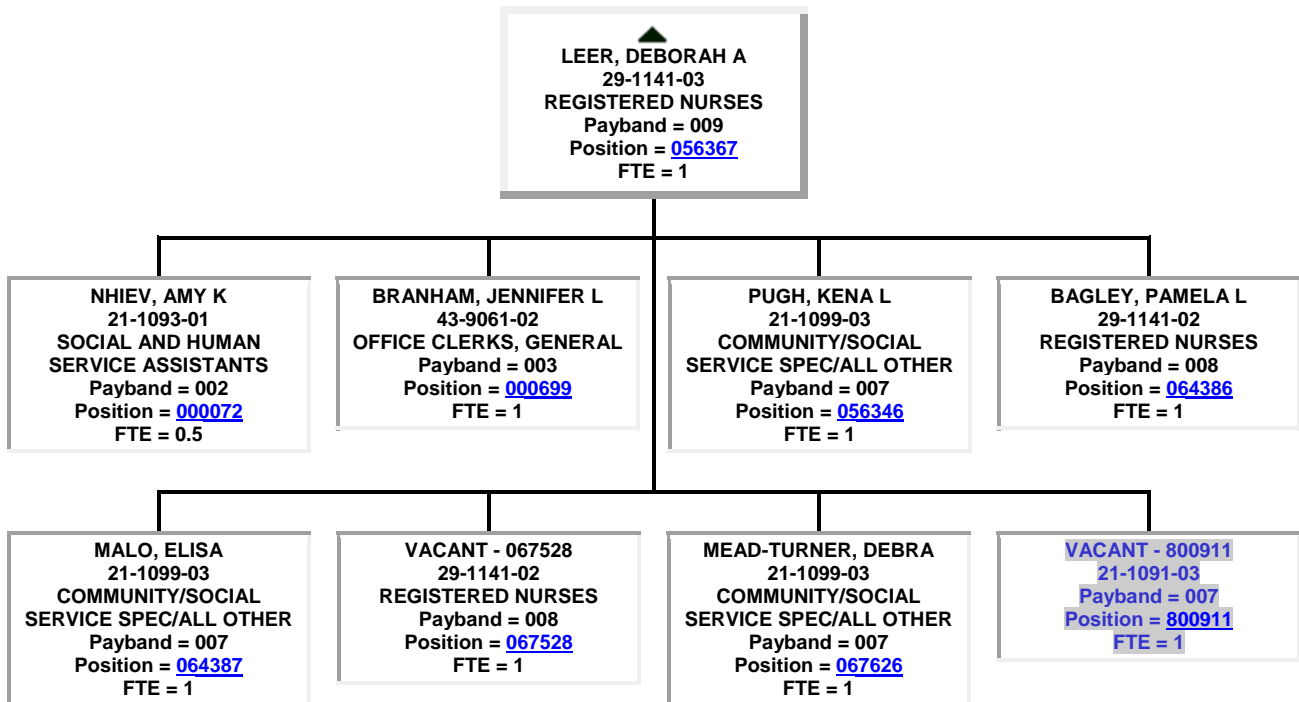 LEER, DEBORAH A
29-1141-03
REGISTERED NURSES
Payband = 009
Position = 056367
FTE = 1
NHIEV, AMY K
21-1093-01
SOCIAL AND HUMAN
SERVICE ASSISTANTS
Payband = 002
Position = 000072
FTE = 0.5
BRANHAM, JENNIFER L
43-9061-02
OFFICE CLERKS, GENERAL
Payband = 003
Position = 000699
FTE = 1
PUGH, KENA L
21-1099-03
COMMUNITY/SOCIAL
SERVICE SPEC/ALL OTHER
Payband = 007
Position = 056346
FTE = 1
BAGLEY, PAMELA L
29-1141-02
REGISTERED NURSES
Payband = 008
Position = 064386
FTE = 1
MALO, ELISA
21-1099-03
COMMUNITY/SOCIAL
SERVICE SPEC/ALL OTHER
Payband = 007
Position = 064387
FTE = 1
VACANT - 067528
29-1141-02
REGISTERED NURSES
Payband = 008
Position = 067528
FTE = 1
MEAD-TURNER, DEBRA
21-1099-03
COMMUNITY/SOCIAL
SERVICE SPEC/ALL OTHER
Payband = 007
Position = 067626
FTE = 1
VACANT - 800911
21-1091-03
Payband = 007
Position = 800911
FTE = 1